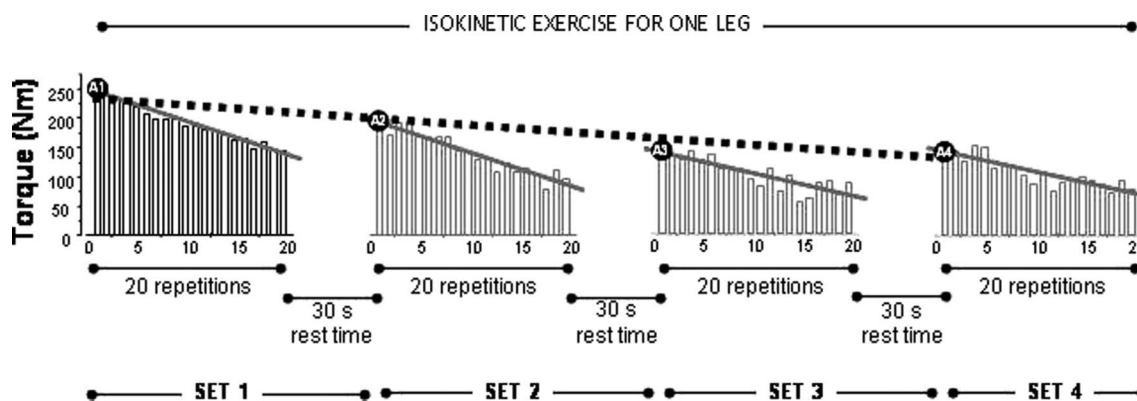 ISOKINETIC EXERCISE FOR ONE LEG
Torque (Nm)
250
200
150
100
50
0
A1
A2
A3
A4
0 5 10 15 20 0 5 10 15 20 0 5 10 15 20 0 5 10 15 20
20 repetitions 20 repetitions 20 repetitions 20 repetitions
30 s 30 s 30 s
rest time rest time rest time
SET 1 SET 2 SET 3 SET 4